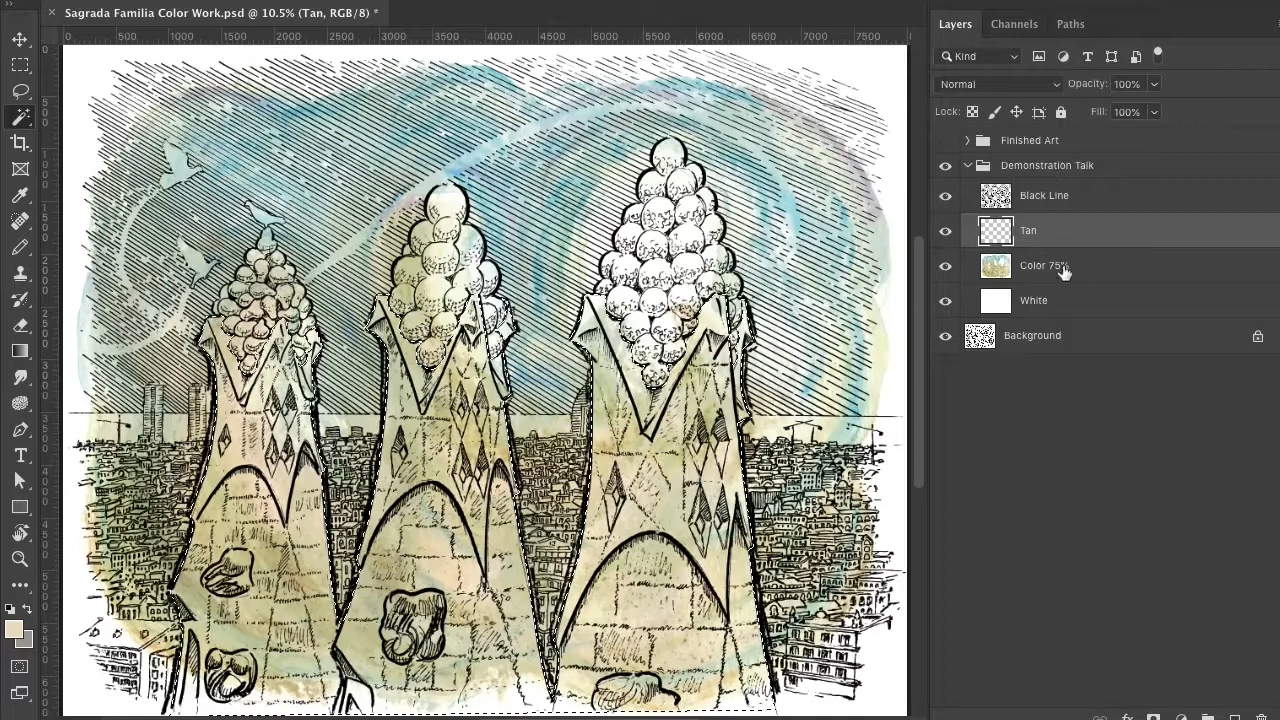 Sagrada Familia Color Work.psd @ 10.5% (Tan, RGB/8) *
0 500 1000 1500 2000 2500 3000 3500 4000 4500 5000 5500 6000 6500 7000 7500
Layers Channels Paths
Kind
Normal Opacity: 100%
Lock: Fill: 100%
Finished Art
Demonstration Talk
Black Line
Tan
Color 75%
White
Background